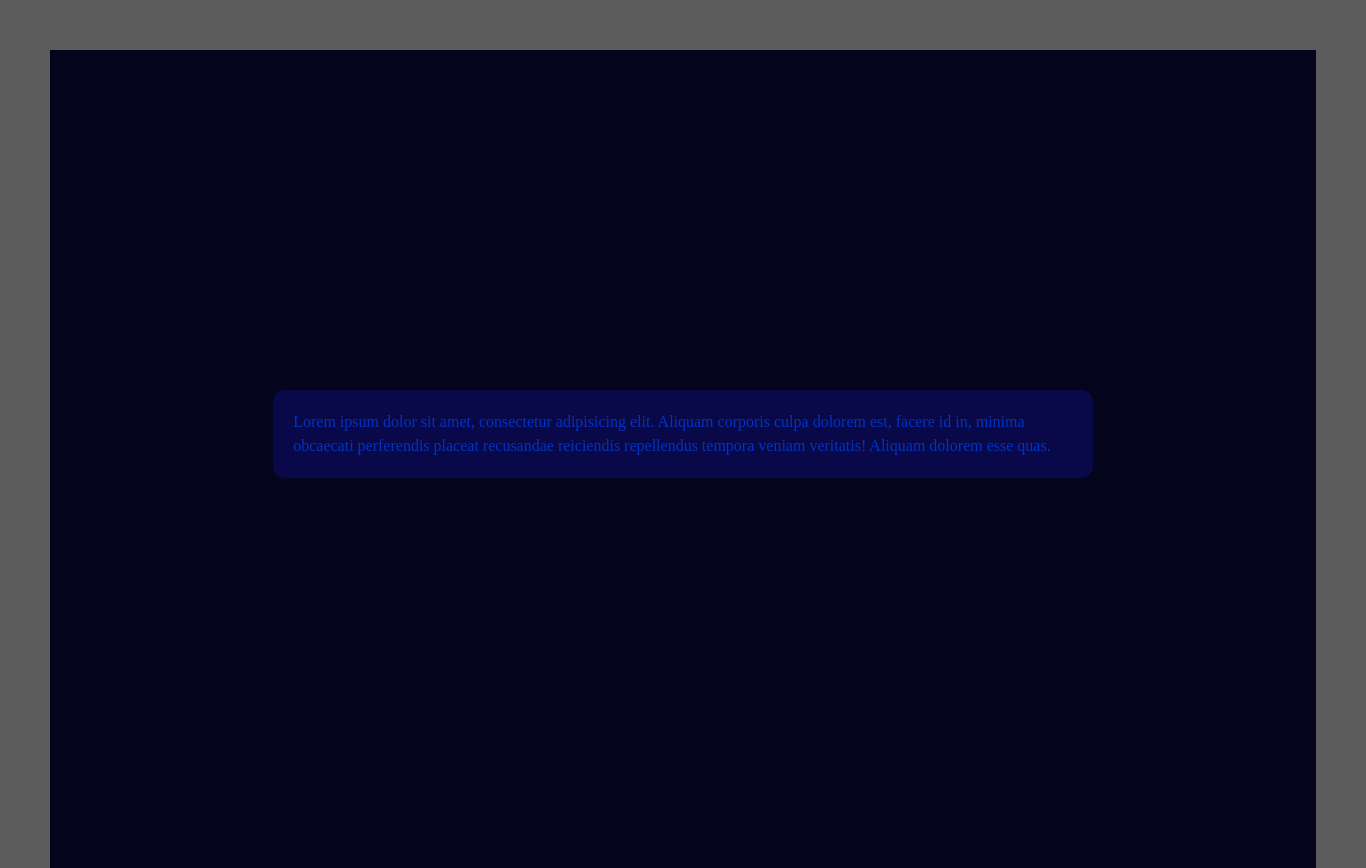 Lorem ipsum dolor sit amet, consectetur adipisicing elit. Aliquam corporis culpa dolorem est, facere id in, minima
obcaecati perferendis placeat recusandae reiciendis repellendus tempora veniam veritatis! Aliquam dolorem esse quas.